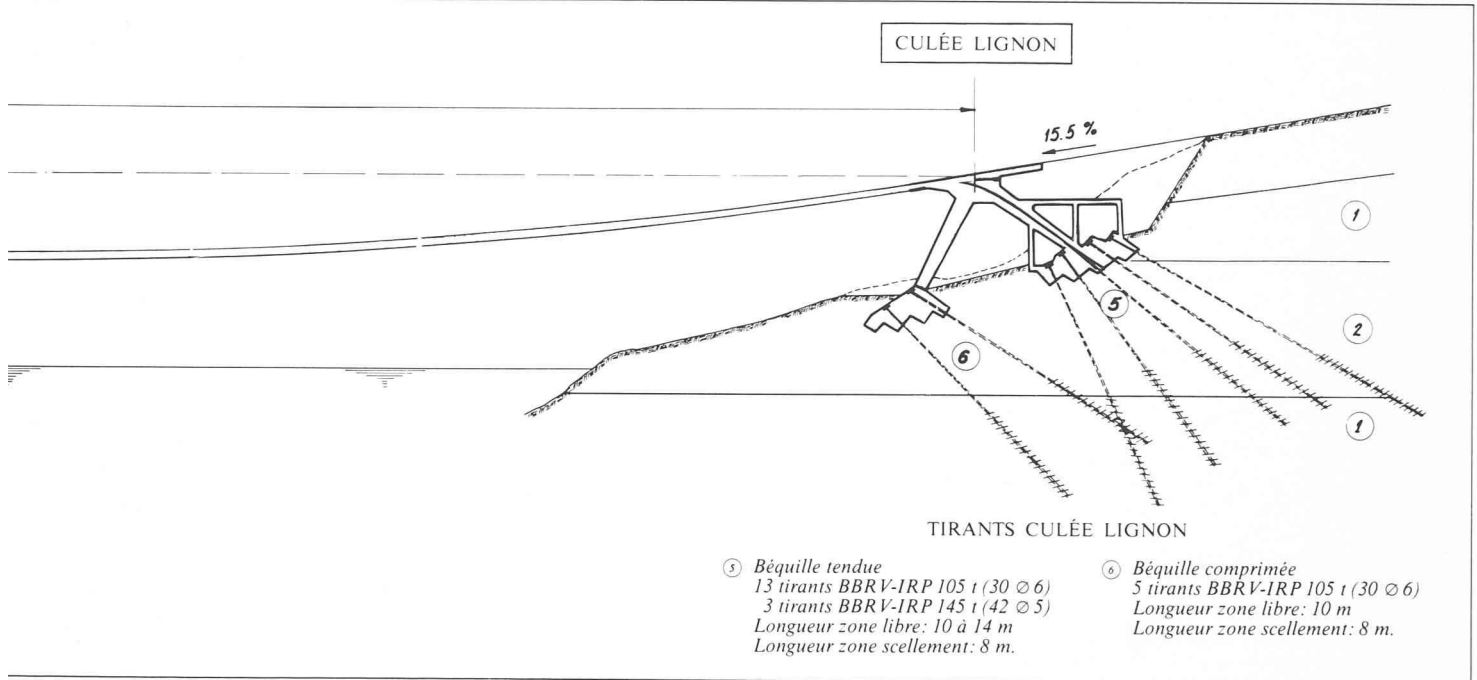 CULÉE LIGNON
15.5 %
1
2
5
6
1
TIRANTS CULÉE LIGNON
5 Béquille tendue
13 tirants BBRV-IRP 105 t (30 ∅ 6)
3 tirants BBRV-IRP 145 t (42 ∅ 5)
Longueur zone libre: 10 à 14 m
Longueur zone scellement: 8 m.
6 Béquille comprimée
5 tirants BBRV-IRP 105 t (30 ∅ 6)
Longueur zone libre: 10 m
Longueur zone scellement: 8 m.